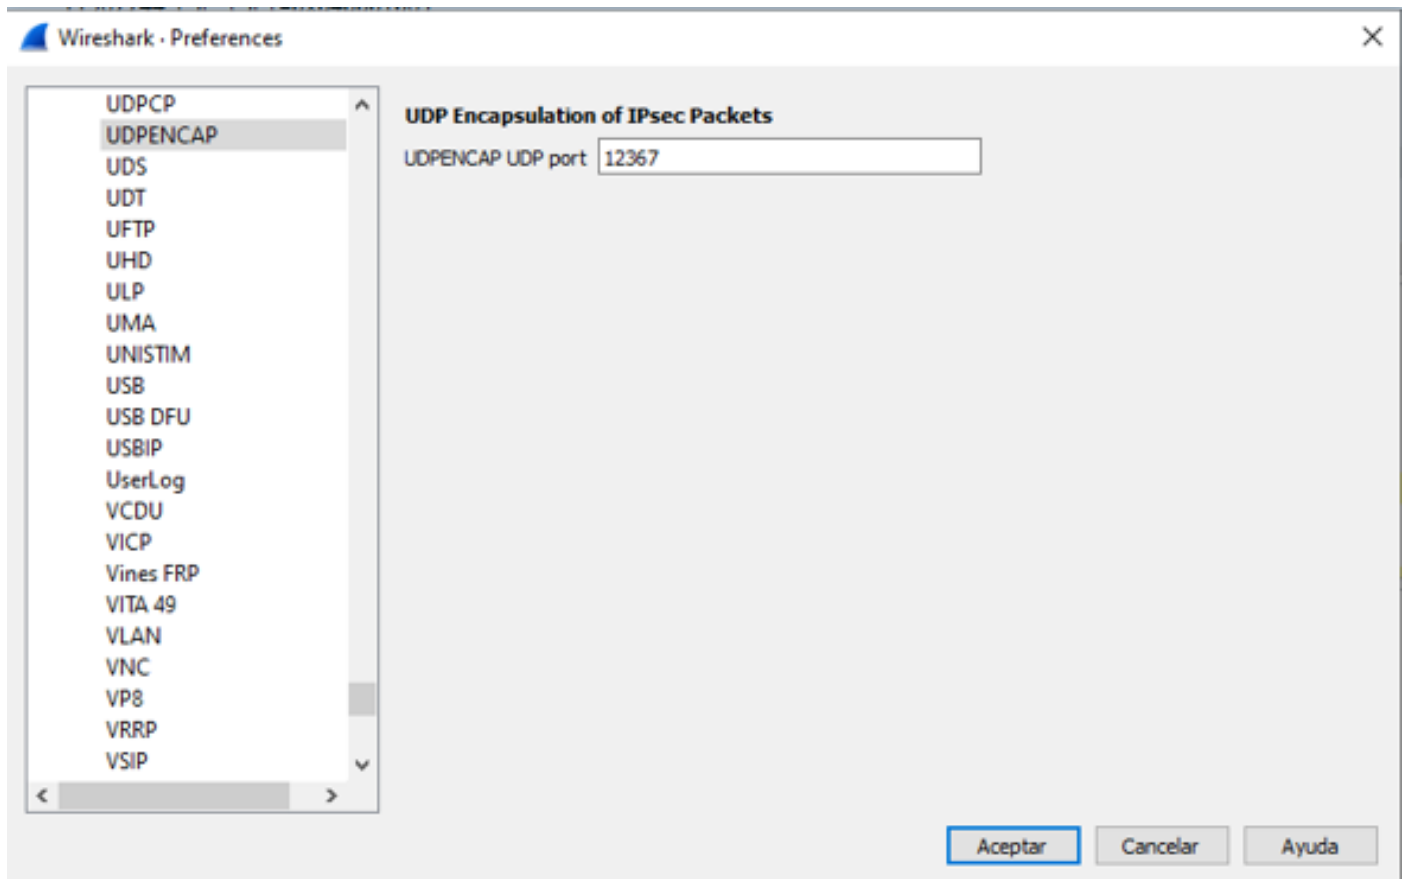 Wireshark · Preferences
UDPCP
UDPENCAP
UDS
UDT
UFTP
UHD
ULP
UMA
UNISTIM
USB
USB DFU
USBIP
UserLog
VCDU
VICP
Vines FRP
VITA 49
VLAN
VNC
VP8
VRRP
VSIP
UDP Encapsulation of IPsec Packets
UDPENCAP UDP port 12367
Aceptar Cancelar Ayuda